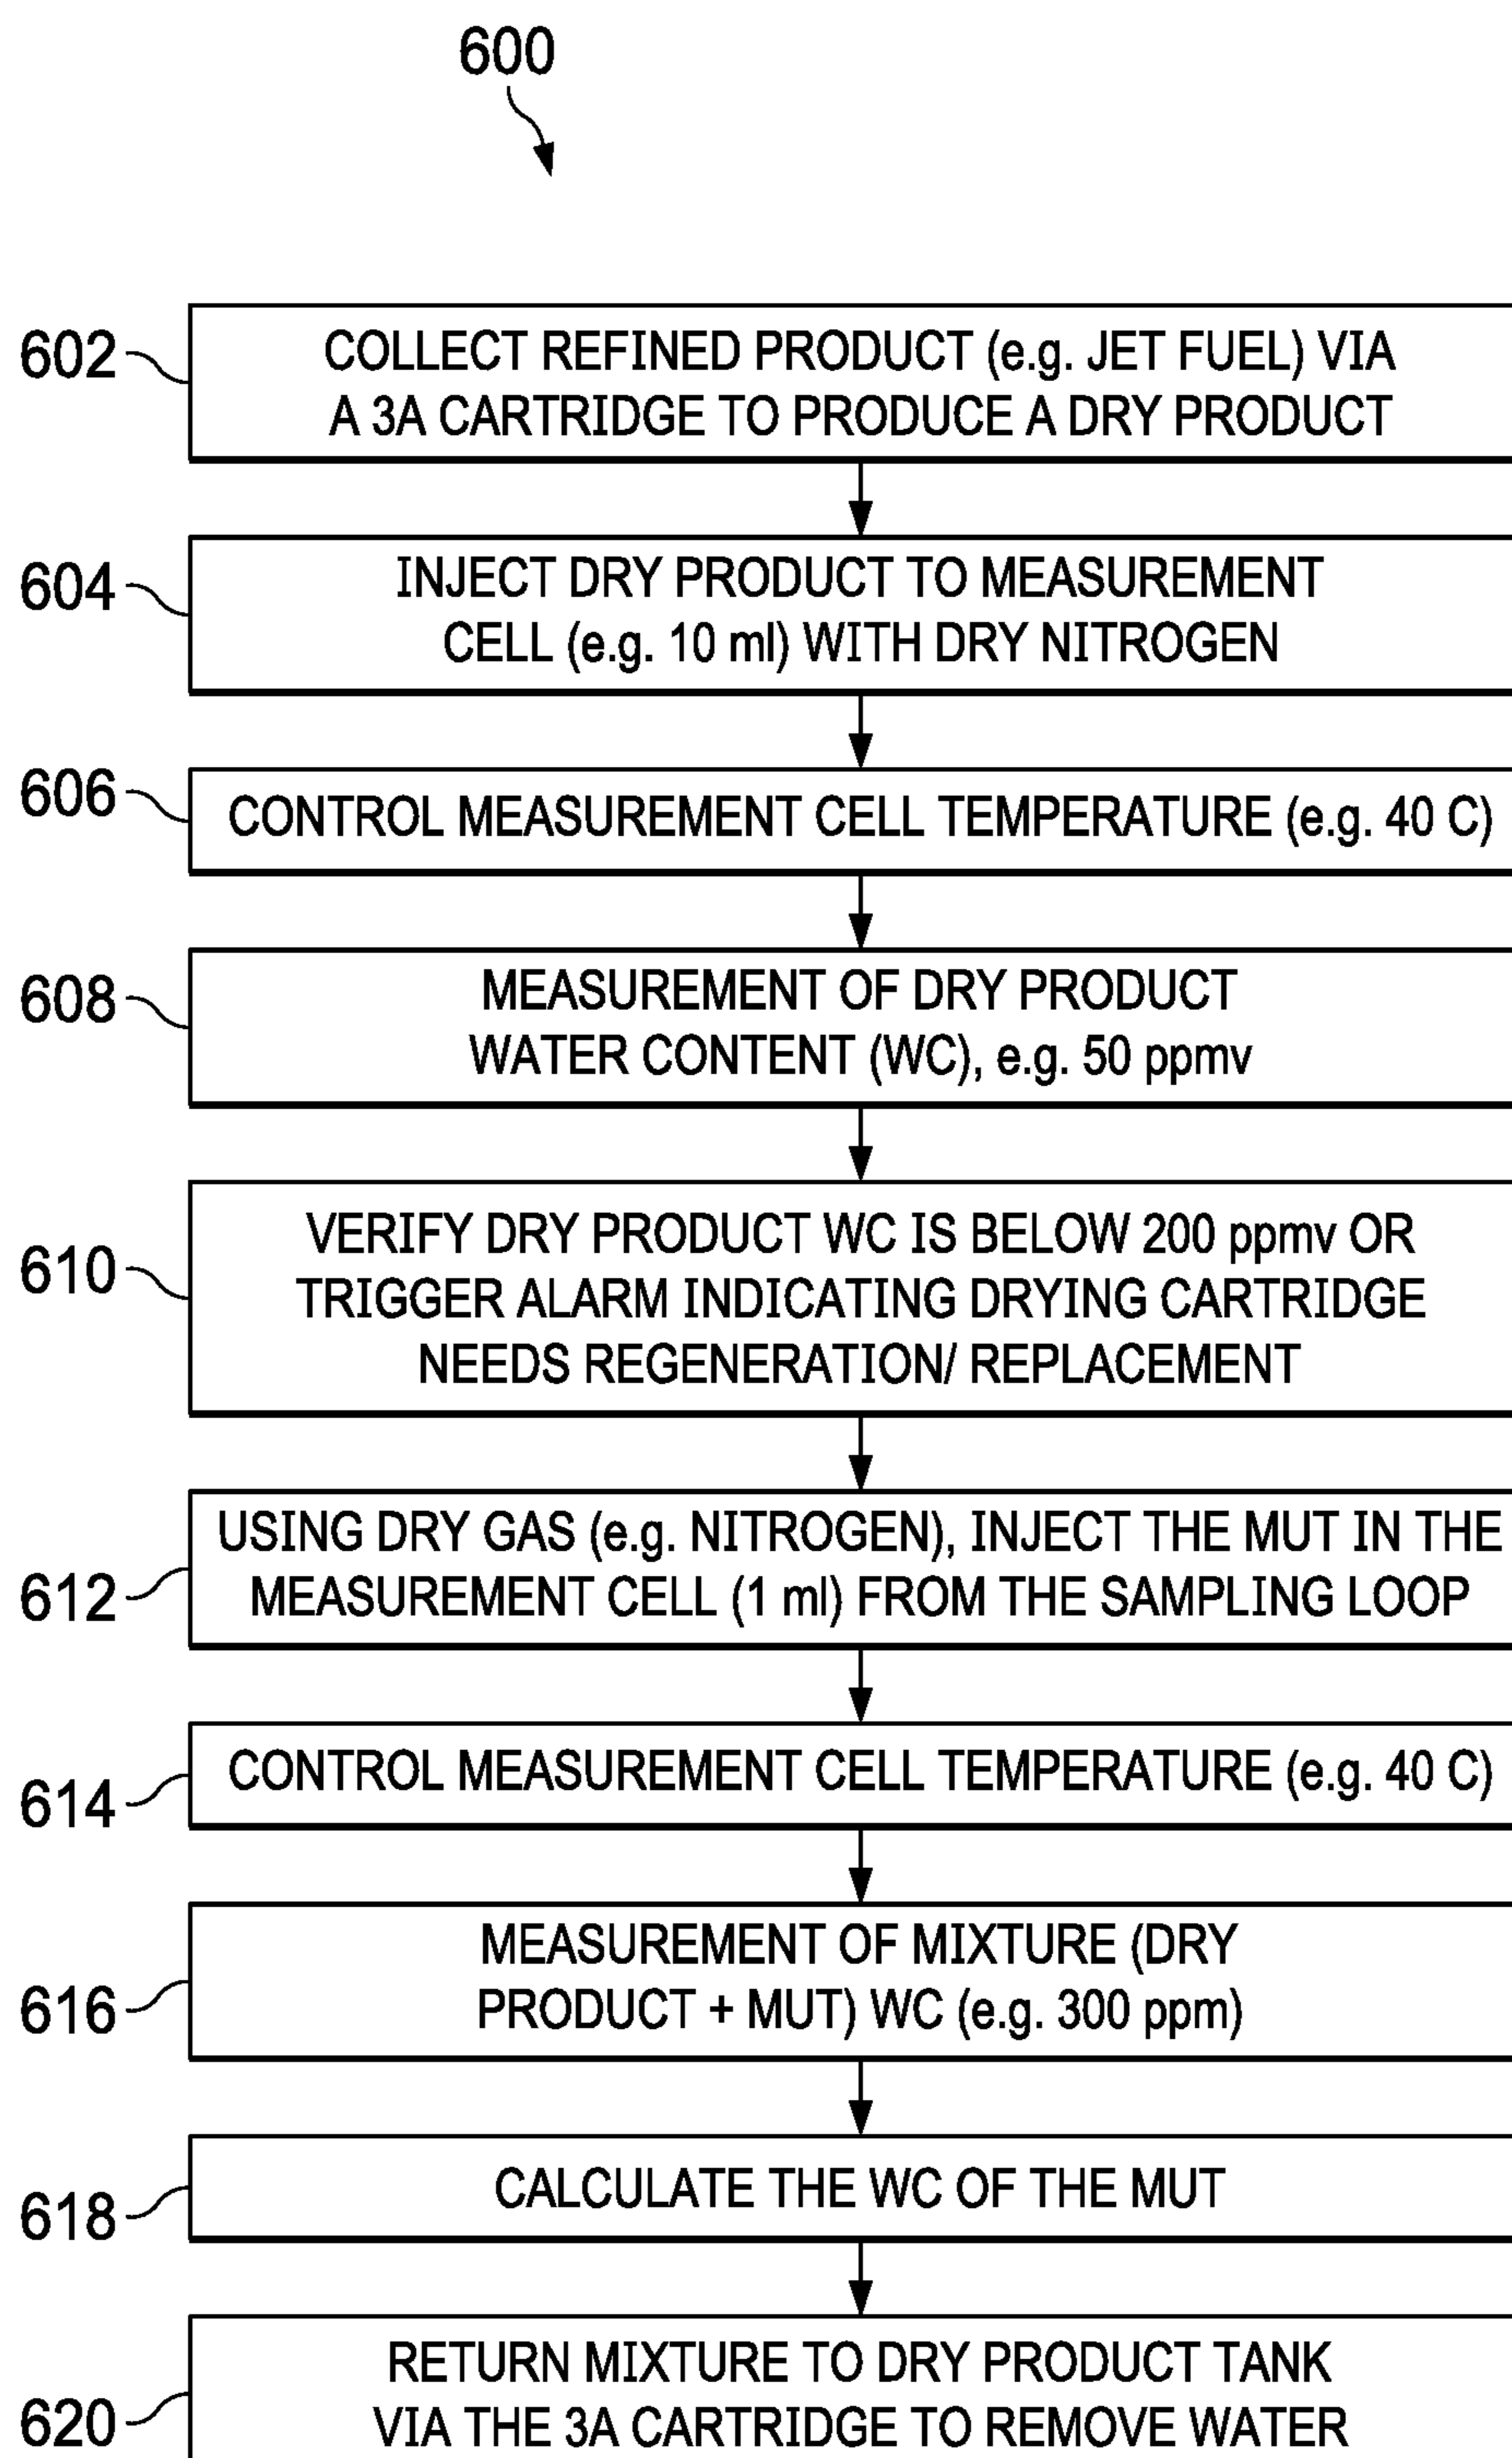 600
602
COLLECT REFINED PRODUCT (e.g. JET FUEL) VIA
A 3A CARTRIDGE TO PRODUCE A DRY PRODUCT
604
INJECT DRY PRODUCT TO MEASUREMENT
CELL (e.g. 10 ml) WITH DRY NITROGEN
606
CONTROL MEASUREMENT CELL TEMPERATURE (e.g. 40 C)
608
MEASUREMENT OF DRY PRODUCT
WATER CONTENT (WC), e.g. 50 ppmv
610
VERIFY DRY PRODUCT WC IS BELOW 200 ppmv OR
TRIGGER ALARM INDICATING DRYING CARTRIDGE
NEEDS REGENERATION/ REPLACEMENT
612
USING DRY GAS (e.g. NITROGEN), INJECT THE MUT IN THE
MEASUREMENT CELL (1 ml) FROM THE SAMPLING LOOP
614
CONTROL MEASUREMENT CELL TEMPERATURE (e.g. 40 C)
616
MEASUREMENT OF MIXTURE (DRY
PRODUCT + MUT) WC (e.g. 300 ppm)
618
CALCULATE THE WC OF THE MUT
620
RETURN MIXTURE TO DRY PRODUCT TANK
VIA THE 3A CARTRIDGE TO REMOVE WATER